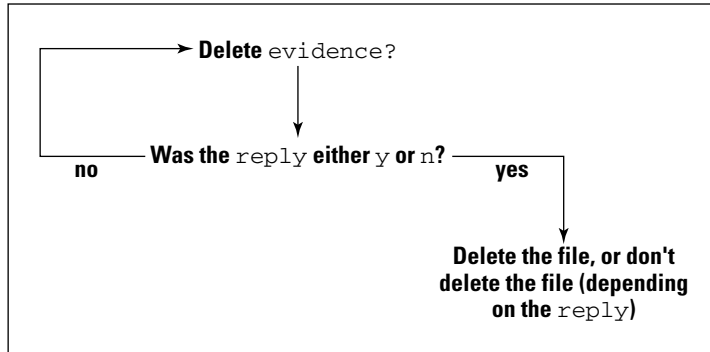 Delete evidence?
Was the reply either y or n?
no
yes
Delete the file, or don't
delete the file (depending
on the reply)